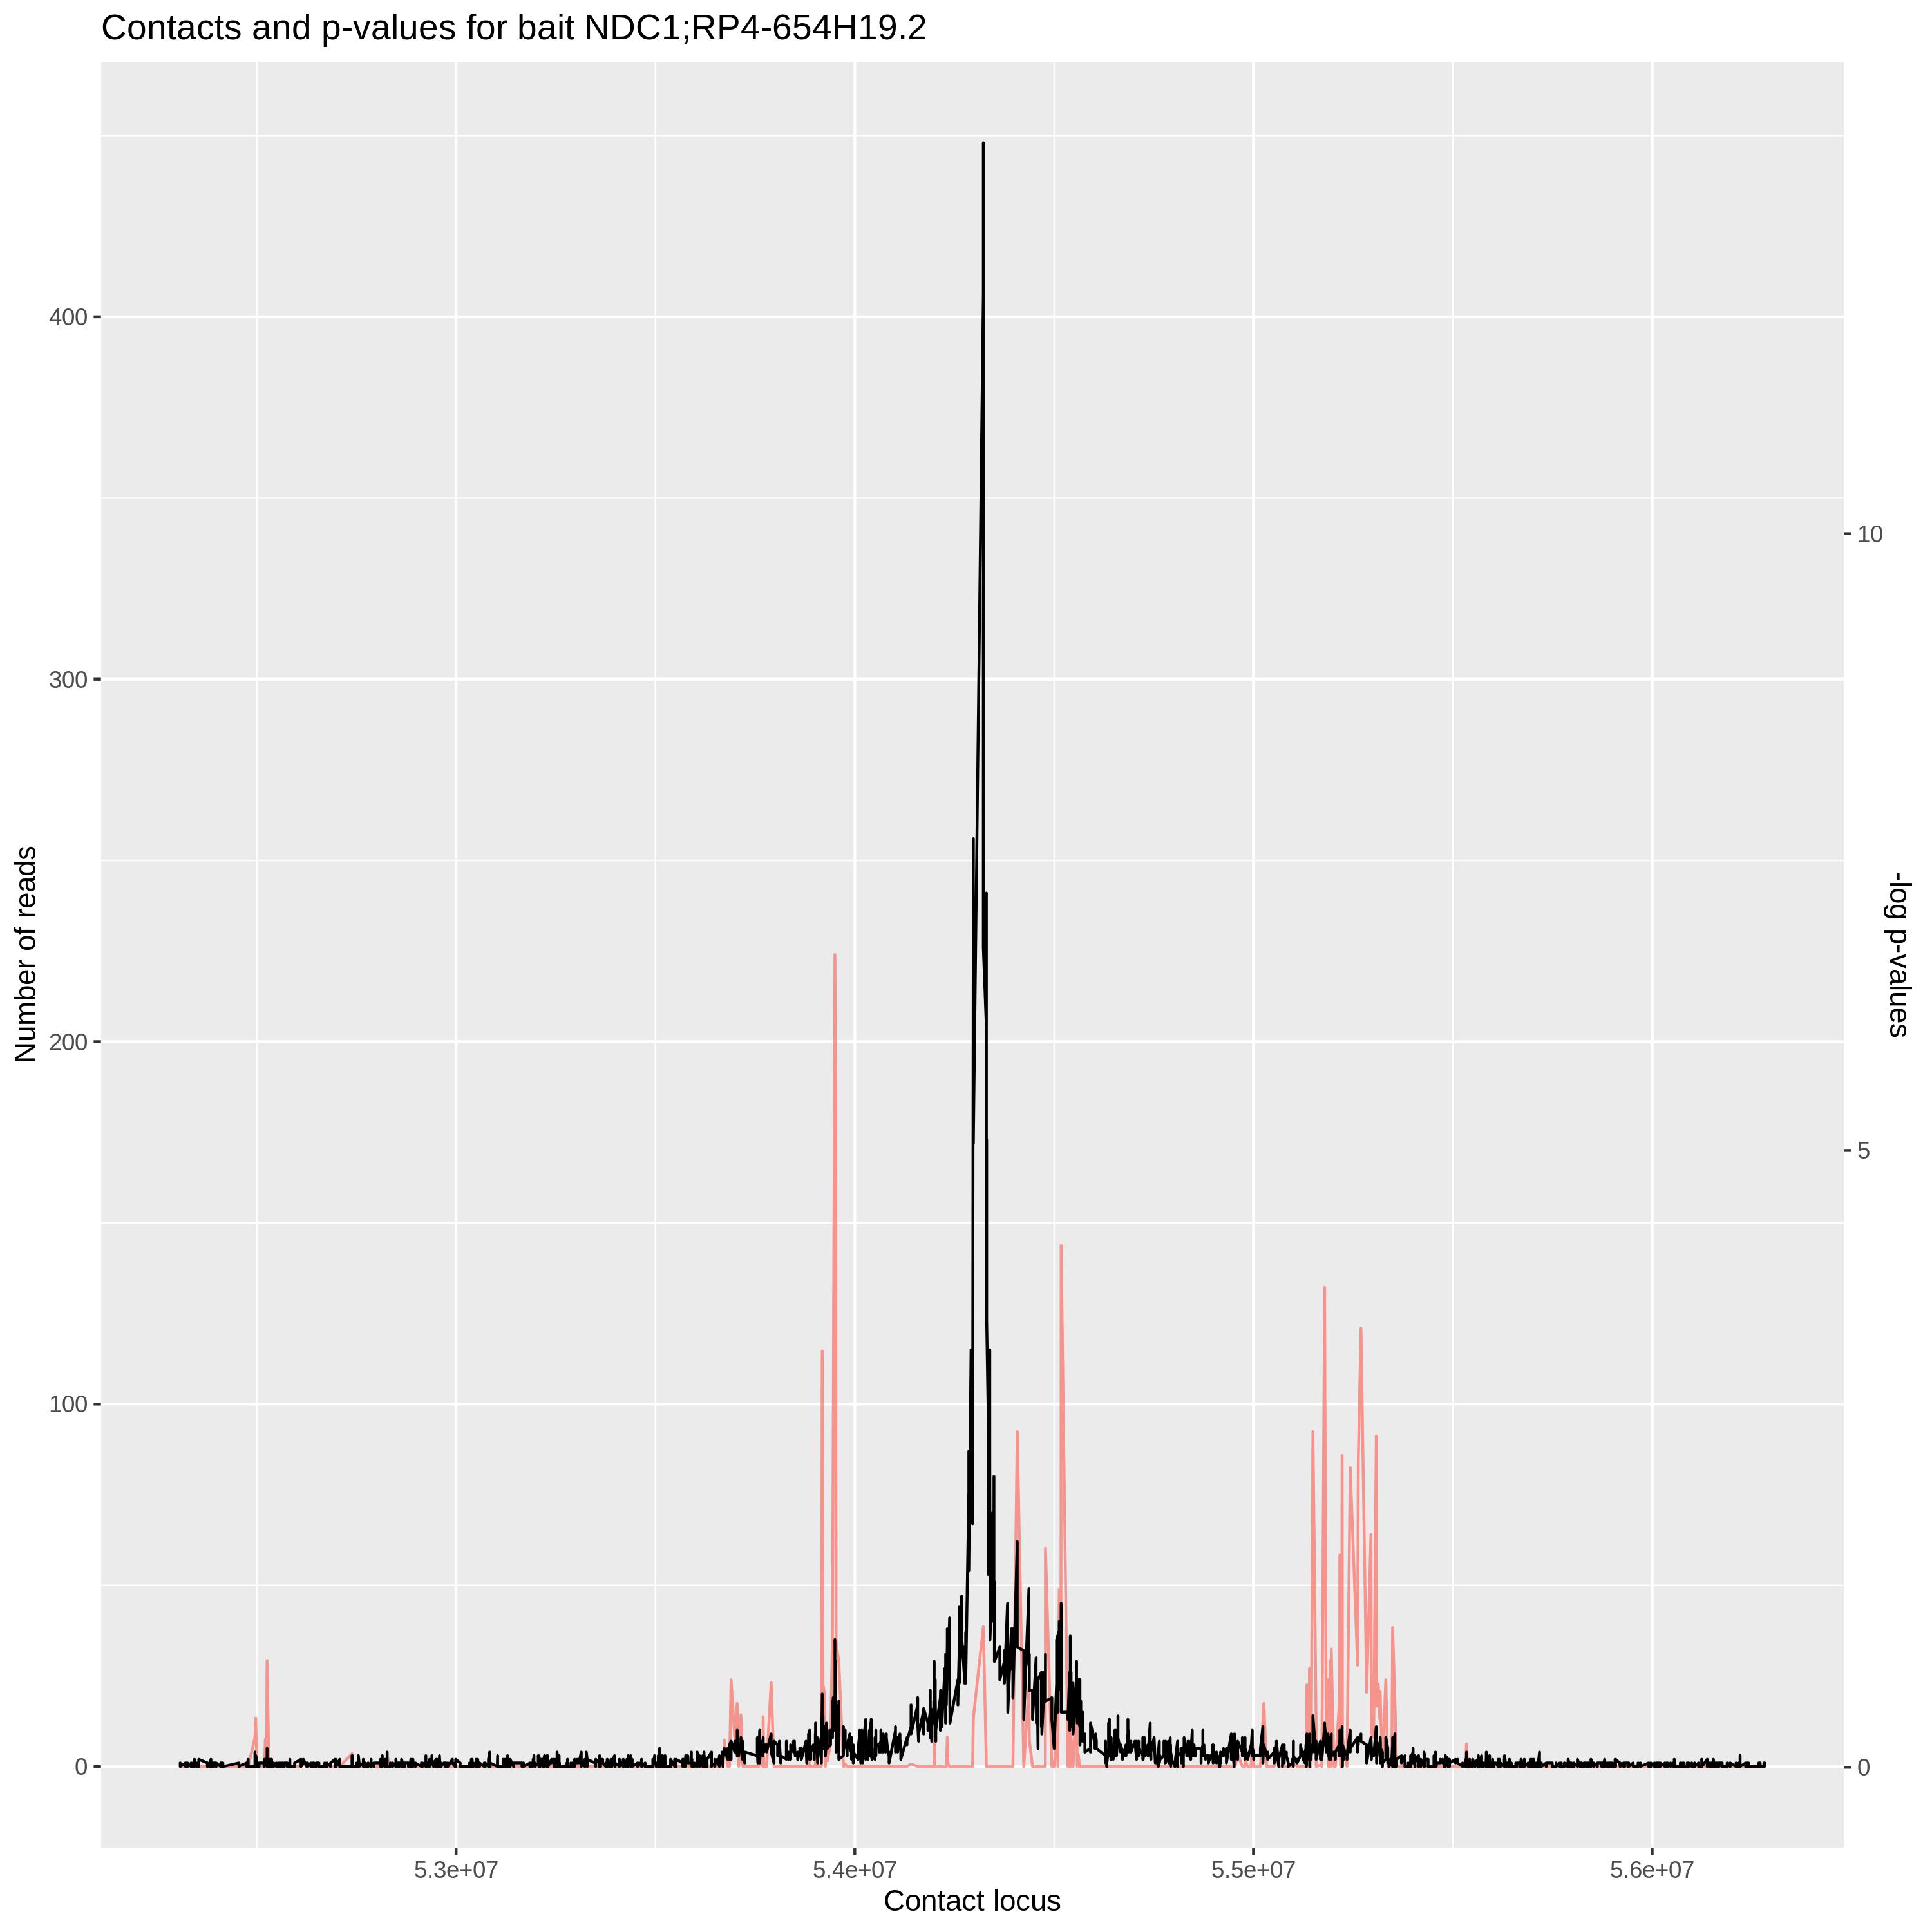 Contacts and p-values for bait NDC1;RP4-654H19.2
400
300
200
100
0
Number of reads
10
5
0
-log p-values
5.3e+07
5.4e+07
5.5e+07
5.6e+07
Contact locus